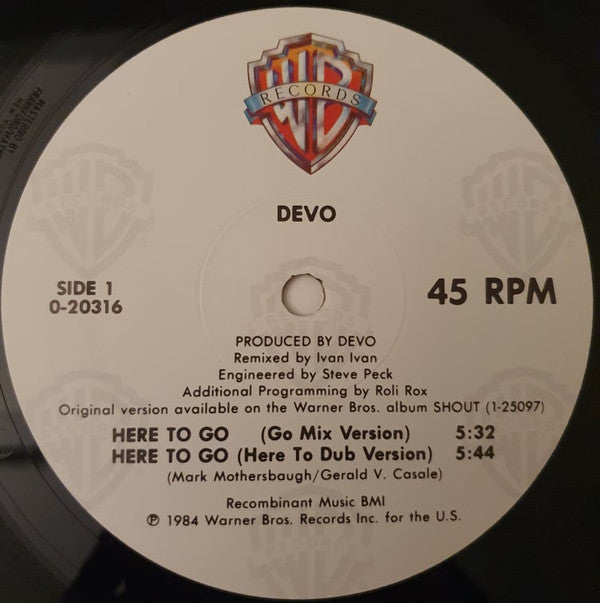 WB
RECORDS
DEVO
SIDE 1
0-20316
45 RPM
PRODUCED BY DEVO
Remixed by Ivan Ivan
Engineered by Steve Peck
Additional Programming by Roli Rox
Original version available on the Warner Bros. album SHOUT (1-25097)
HERE TO GO (Go Mix Version) 5:32
HERE TO GO (Here To Dub Version) 5:44
(Mark Mothersbaugh/Gerald V. Casale)
Recombinant Music BMI
℗ 1984 Warner Bros. Records Inc. for the U.S.
MASTERED BY